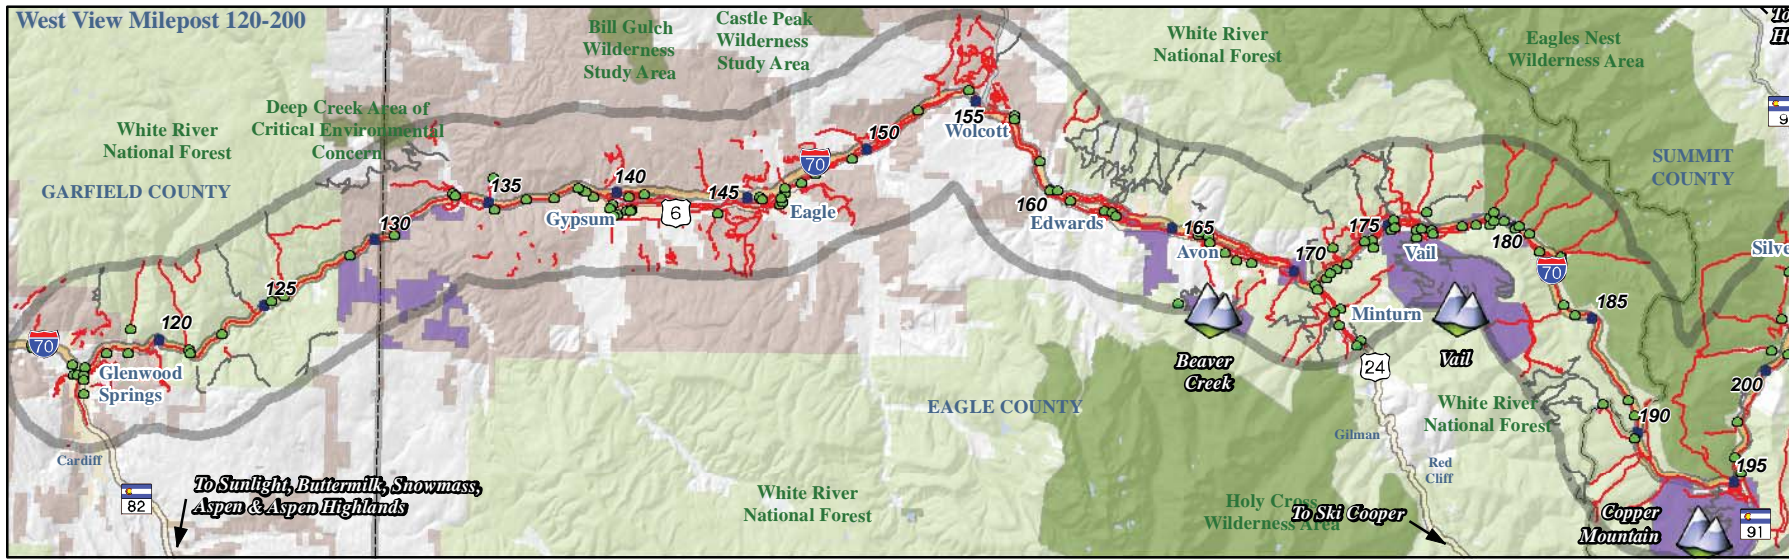 West View Milepost 120-200
Bill Gulch
Wilderness
Study Area
Castle Peak
Wilderness
Study Area
White River
National Forest
Eagles Nest
Wilderness Area
To
Deep Creek Area of
Critical Environmental
Concern
White River
National Forest
GARFIELD COUNTY
SUMMIT
COUNTY
9
155
Wolcott
150
70
145
Eagle
140
135
Gypsum
6
130
125
120
70
Glenwood
Springs
160
Edwards
165
Avon
170
175
Vail
180
70
185
Silve
Minturn
Beaver
Creek
Vail
24
200
EAGLE COUNTY
White River
National Forest
190
Gilman
Red
Cliff
195
Cardiff
82
To Sunlight, Buttermilk, Snowmass,
Aspen & Aspen Highlands
White River
National Forest
Holy Cross
Wilderness Area
To Ski Cooper
Copper
Mountain
91